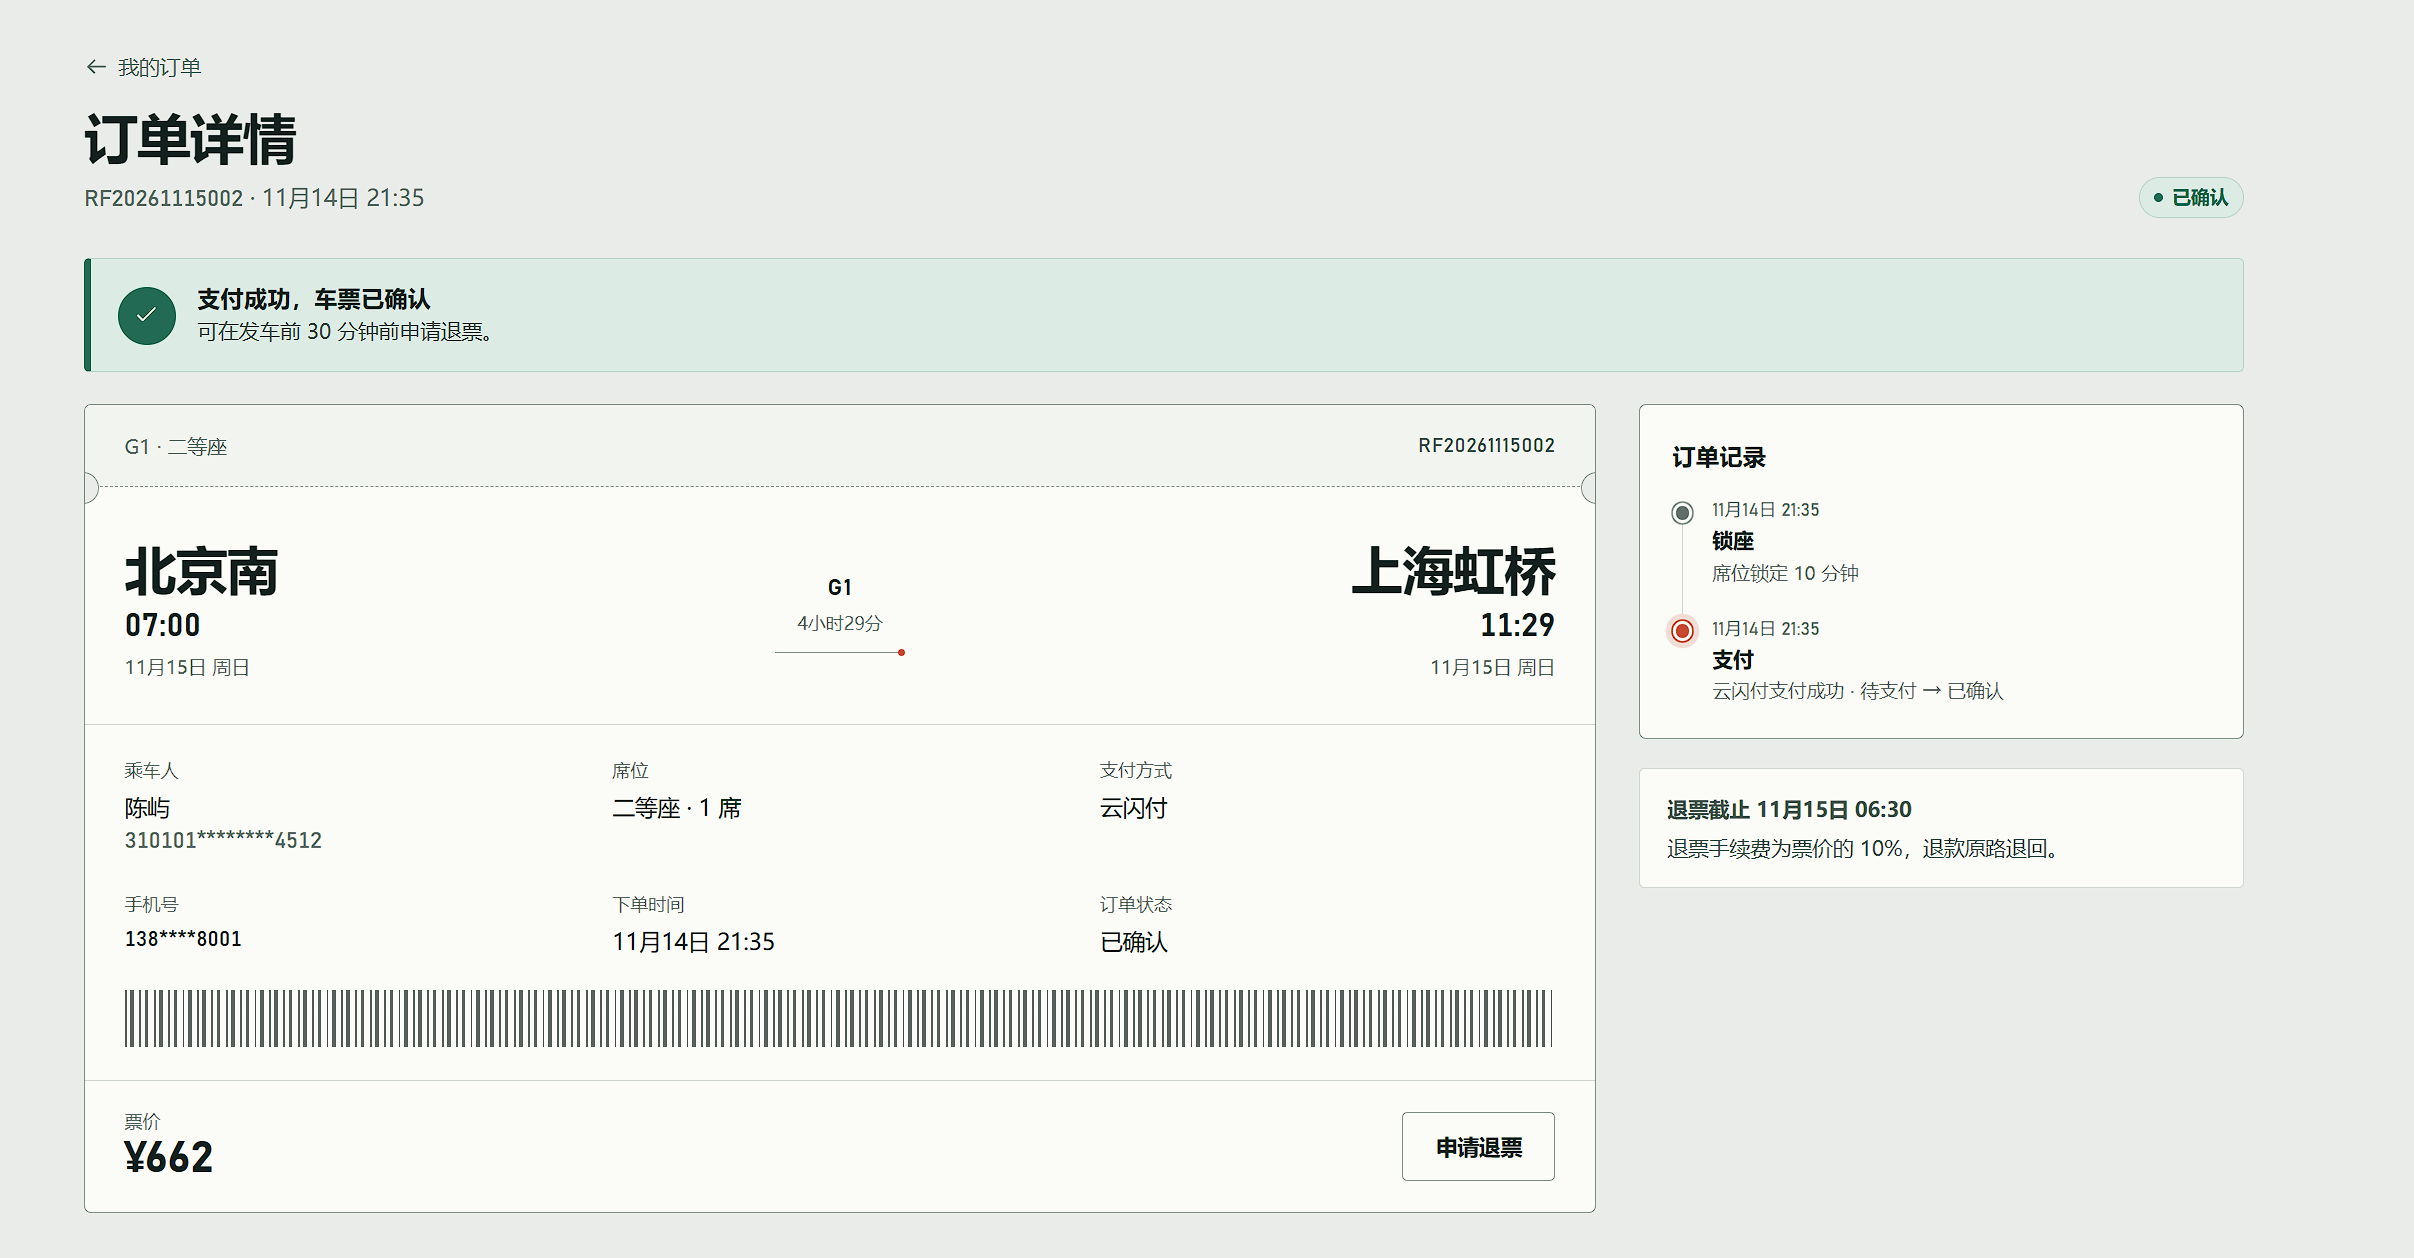 ← 我的订单
订单详情
RF20261115002 · 11月14日 21:35
已确认
支付成功，车票已确认
可在发车前 30 分钟前申请退票。
G1 · 二等座
RF20261115002
北京南
07:00
11月15日 周日
G1
4小时29分
上海虹桥
11:29
11月15日 周日
乘车人
陈屿
310101********4512
席位
二等座 · 1 席
支付方式
云闪付
手机号
138****8001
下单时间
11月14日 21:35
订单状态
已确认
票价
¥662
申请退票
订单记录
11月14日 21:35
锁座
席位锁定 10 分钟
11月14日 21:35
支付
云闪付支付成功 · 待支付 → 已确认
退票截止 11月15日 06:30
退票手续费为票价的 10%，退款原路退回。